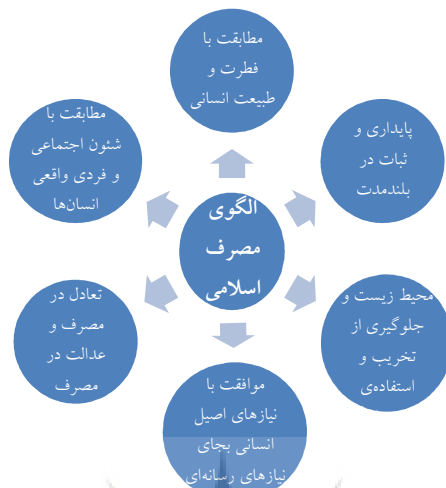 مطابقت با
فطرت و
طبیعت انسانی
پایداری و
ثبات در
بلندمدت
محیط زیست و
جلوگیری از
تخریب و
استفاده‌ی
موافقت با
نیازهای اصیل
انسانی بجای
نیازهای رسانه‌ای
تعادل در
مصرف و
عدالت در
مصرف
مطابقت با
شئون اجتماعی
و فردی واقعی
انسان‌ها
الگوی
مصرف
اسلامی